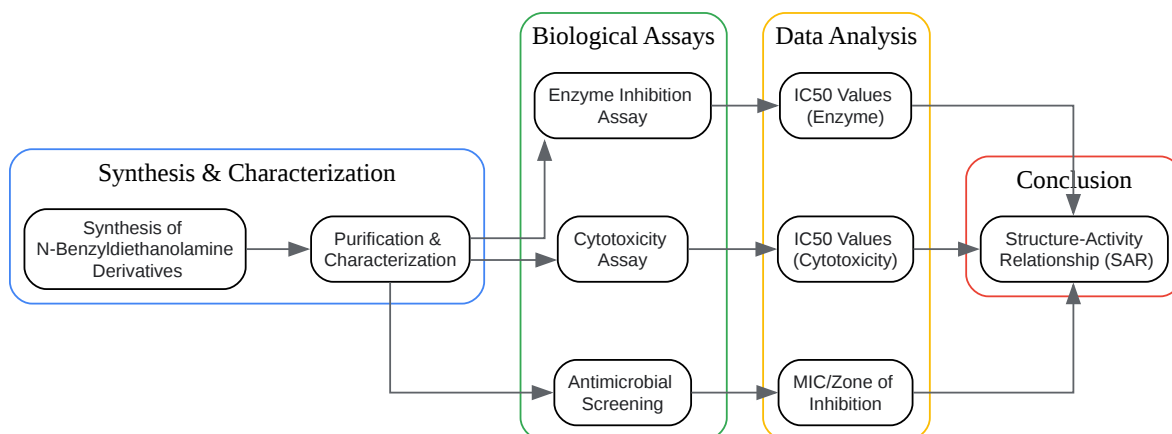 Biological Assays
Data Analysis
Enzyme Inhibition
Assay
IC50 Values
(Enzyme)
Synthesis & Characterization
Conclusion
Synthesis of
N-Benzyldiethanolamine
Derivatives
Purification &
Characterization
Cytotoxicity
Assay
IC50 Values
(Cytotoxicity)
Structure-Activity
Relationship (SAR)
Antimicrobial
Screening
MIC/Zone of
Inhibition